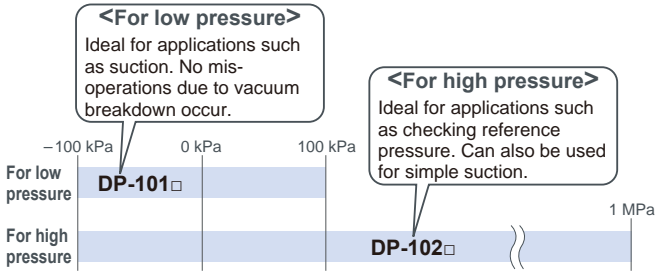 <For low pressure>
Ideal for applications such
as suction. No mis-
operations due to vacuum
breakdown occur.
<For high pressure>
Ideal for applications such
as checking reference
pressure. Can also be used
for simple suction.
–100 kPa 0 kPa 100 kPa
1 MPa
For low
pressure
DP-101□
For high
pressure
DP-102□